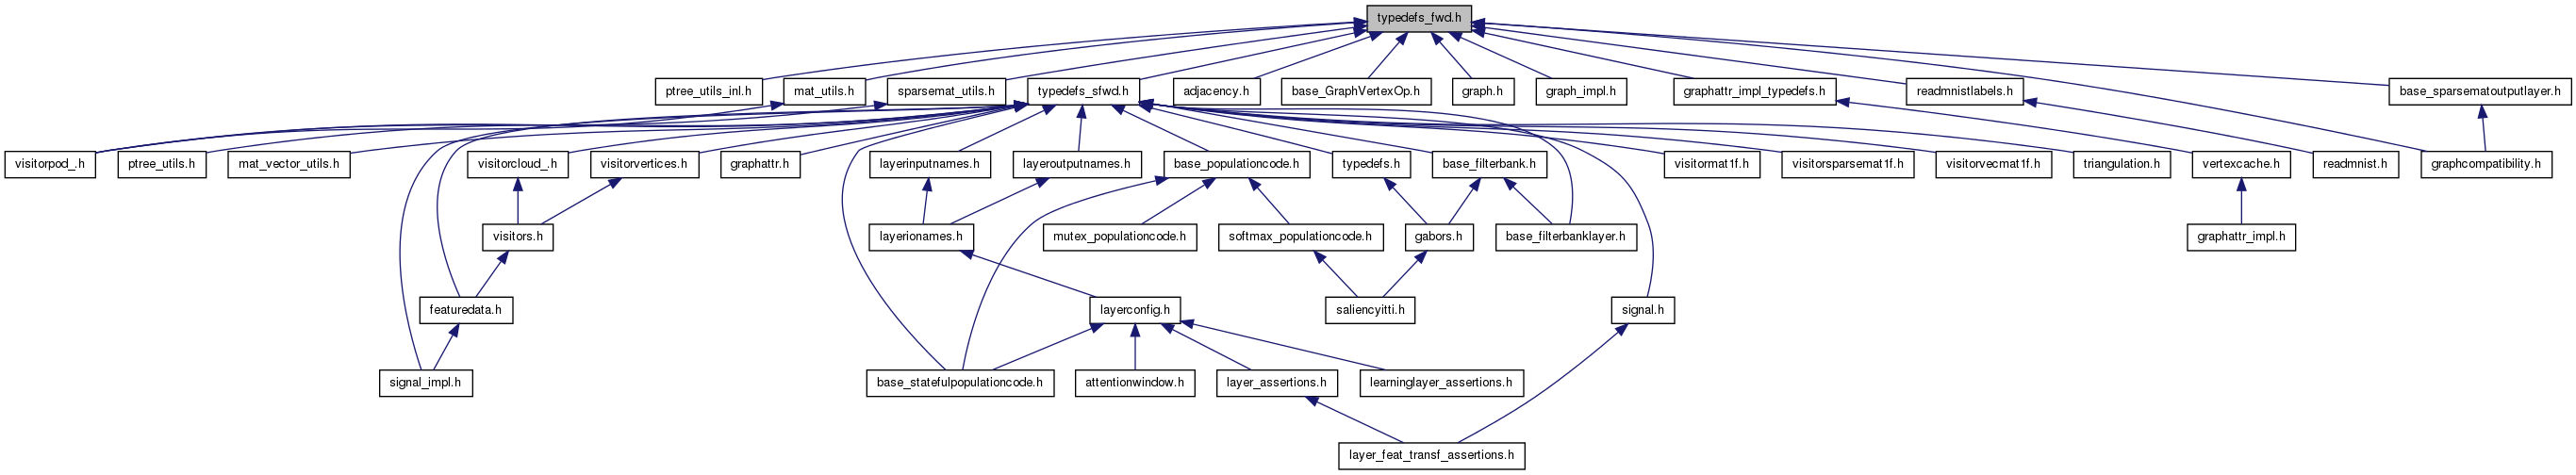 typedefs_fwd.h
ptree_utils_inl.h
mat_utils.h
sparsemat_utils.h
typedefs_sfwd.h
adjacency.h
base_GraphVertexOp.h
graph.h
graph_impl.h
graphattr_impl_typedefs.h
readmnistlabels.h
base_sparsematoutputlayer.h
visitorpod_.h
ptree_utils.h
mat_vector_utils.h
visitorcloud_.h
visitorvertices.h
graphattr.h
layerinputnames.h
layeroutputnames.h
base_populationcode.h
typedefs.h
base_filterbank.h
visitormat1f.h
visitorsparsemat1f.h
visitorvecmat1f.h
triangulation.h
vertexcache.h
readmnist.h
graphcompatibility.h
visitors.h
layerionames.h
mutex_populationcode.h
softmax_populationcode.h
gabors.h
base_filterbanklayer.h
graphattr_impl.h
featuredata.h
layerconfig.h
saliencyitti.h
signal.h
signal_impl.h
base_statefulpopulationcode.h
attentionwindow.h
layer_assertions.h
learninglayer_assertions.h
layer_feat_transf_assertions.h